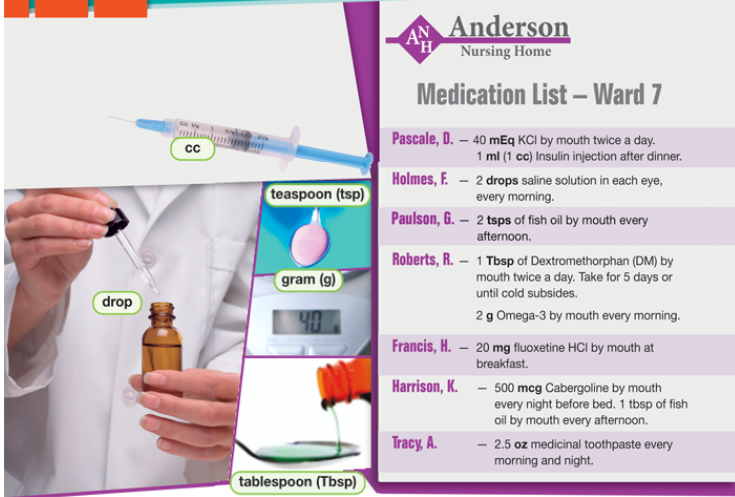 cc
teaspoon (tsp)
gram (g)
40
drop
tablespoon (Tbsp)
ANH
Anderson
Nursing Home
Medication List – Ward 7
Pascale, D. – 40 mEq KCl by mouth twice a day.
1 ml (1 cc) Insulin injection after dinner.
Holmes, F. – 2 drops saline solution in each eye,
every morning.
Paulson, G. – 2 tsps of fish oil by mouth every
afternoon.
Roberts, R. – 1 Tbsp of Dextromethorphan (DM) by
mouth twice a day. Take for 5 days or
until cold subsides.
2 g Omega-3 by mouth every morning.
Francis, H. – 20 mg fluoxetine HCl by mouth at
breakfast.
Harrison, K. – 500 mcg Cabergoline by mouth
every night before bed. 1 tbsp of fish
oil by mouth every afternoon.
Tracy, A. – 2.5 oz medicinal toothpaste every
morning and night.